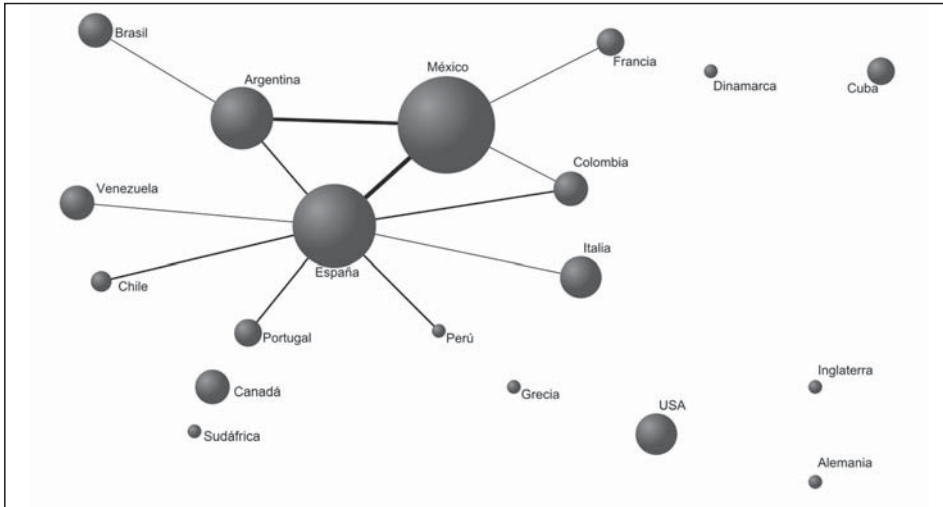 Brasil
Francia
México
Argentina
Dinamarca
Cuba
Colombia
Venezuela
Italia
España
Chile
Portugal
Perú
Inglaterra
Canadá
Grecia
USA
Sudáfrica
Alemania